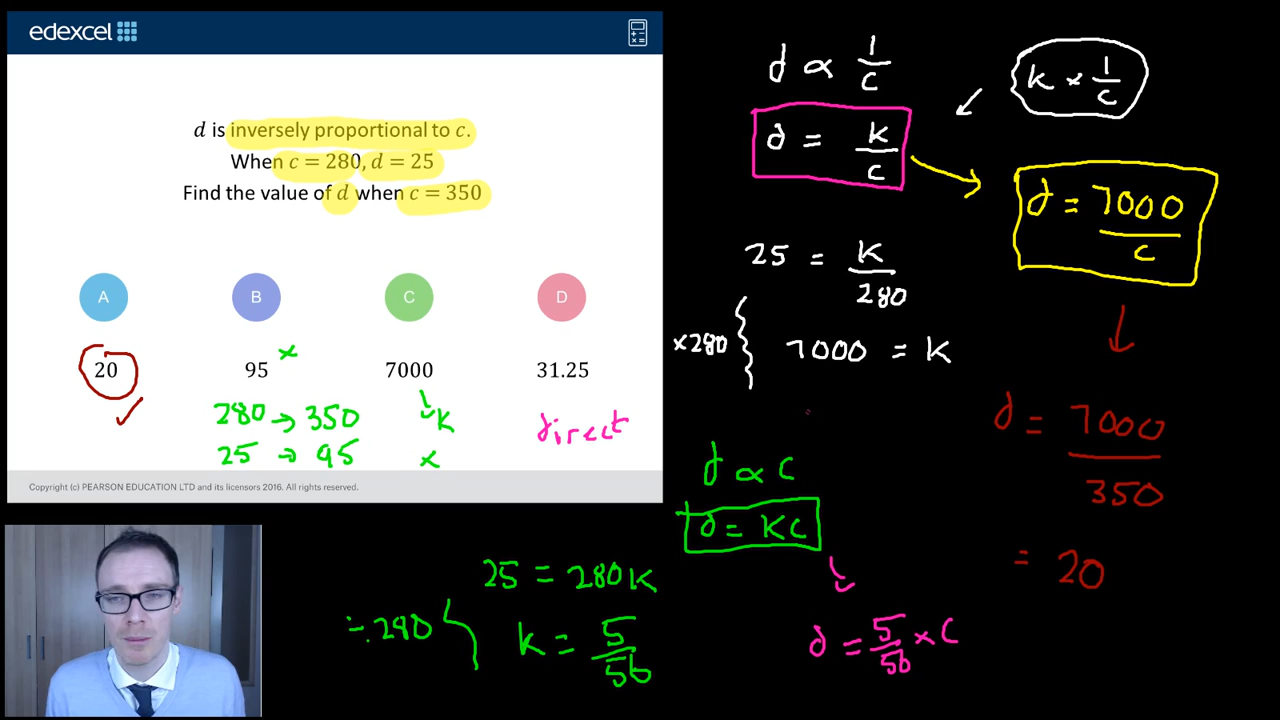 edexcel
d is inversely proportional to c.
When c = 280, d = 25
Find the value of d when c = 350
A B C D
20 95 7000 31.25
×
✓
280 → 350
25 → 95
K
×
direct
Copyright (c) PEARSON EDUCATION LTD and its licensors 2016. All rights reserved.
d ∝ 1/c
k × 1/c
d = k/c
d = 7000/c
25 = K/280
×280
7000 = K
d = 7000/350
= 20
d ∝ c
d = KC
25 = 280K
÷280
k = 5/56
d = 5/56 × C